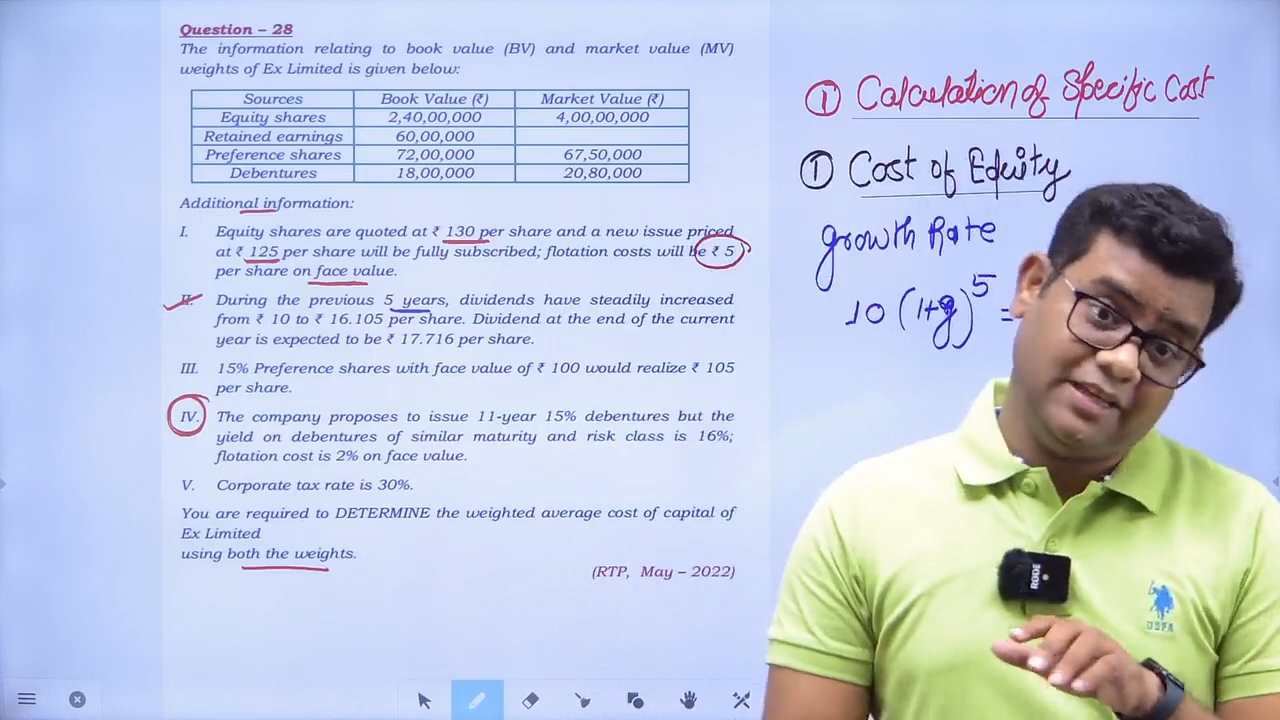 Question – 28
The information relating to book value (BV) and market value (MV)
weights of Ex Limited is given below:
Sources Book Value (₹) Market Value (₹)
Equity shares 2,40,00,000 4,00,00,000
Retained earnings 60,00,000
Preference shares 72,00,000 67,50,000
Debentures 18,00,000 20,80,000
Additional information:
I. Equity shares are quoted at ₹ 130 per share and a new issue priced
at ₹ 125 per share will be fully subscribed; flotation costs will be ₹ 5
per share on face value.
II. During the previous 5 years, dividends have steadily increased
from ₹ 10 to ₹ 16.105 per share. Dividend at the end of the current
year is expected to be ₹ 17.716 per share.
III. 15% Preference shares with face value of ₹ 100 would realize ₹ 105
per share.
IV. The company proposes to issue 11-year 15% debentures but the
yield on debentures of similar maturity and risk class is 16%;
flotation cost is 2% on face value.
V. Corporate tax rate is 30%.
You are required to DETERMINE the weighted average cost of capital of
Ex Limited
using both the weights.
(RTP, May – 2022)
① Calculation of Specific Cost
① Cost of Equity
growth Rate
10 (1+g)^5 =
RODE
USPA